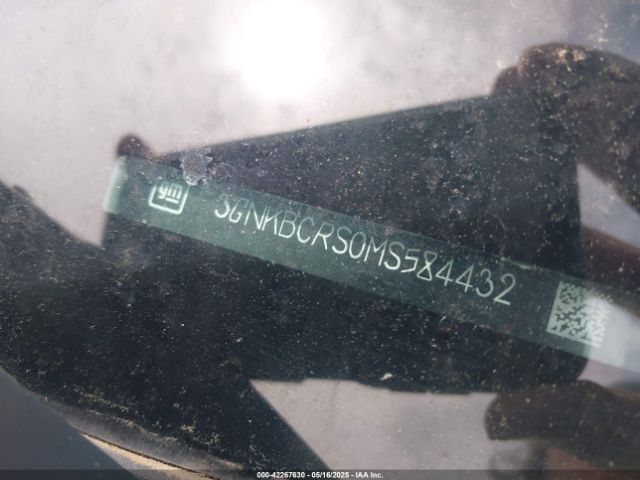 gm 3GNKBCRS0MS584432
000-42267630 - 05/16/2025 - IAA Inc.